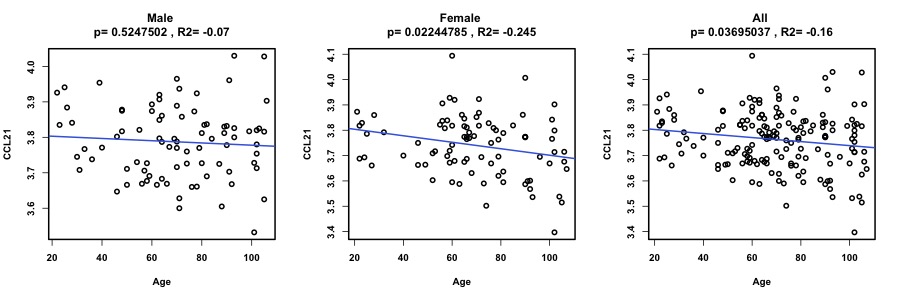 Male
p= 0.5247502 , R2= -0.07
4.0
3.9
3.8
3.7
3.6
CCL21
20 40 60 80 100
Age
Female
p= 0.02244785 , R2= -0.245
4.1
4.0
3.9
3.8
3.7
3.6
3.5
3.4
CCL21
20 40 60 80 100
Age
All
p= 0.03695037 , R2= -0.16
4.1
4.0
3.9
3.8
3.7
3.6
3.5
3.4
CCL21
20 40 60 80 100
Age